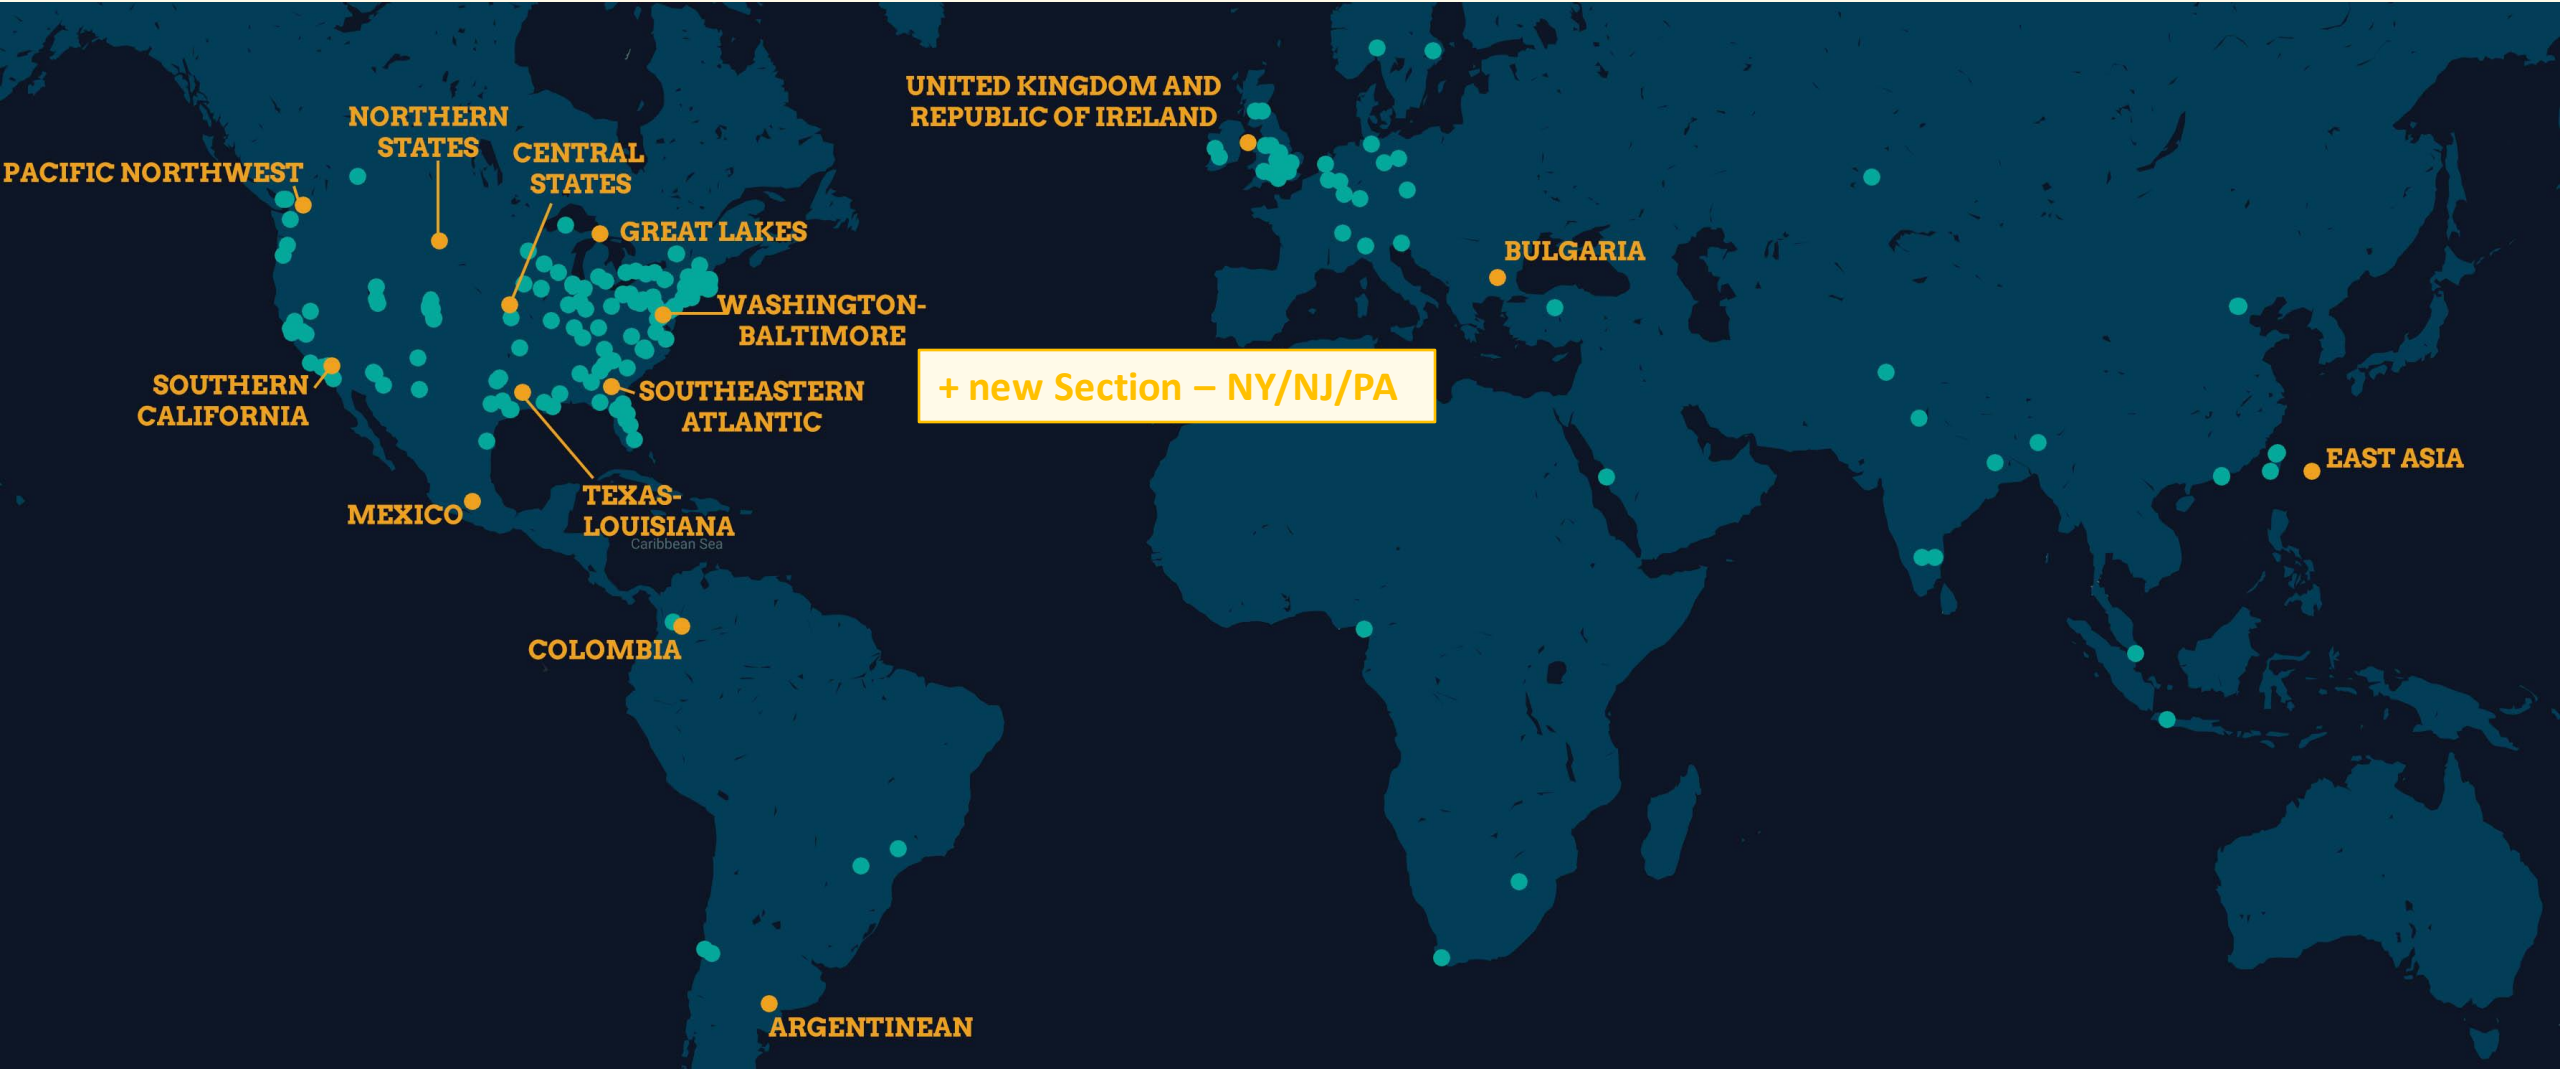 UNITED KINGDOM AND
REPUBLIC OF IRELAND
NORTHERN
STATES
CENTRAL
STATES
PACIFIC NORTHWEST
GREAT LAKES
BULGARIA
WASHINGTON-
BALTIMORE
+ new Section – NY/NJ/PA
SOUTHERN
CALIFORNIA
SOUTHEASTERN
ATLANTIC
EAST ASIA
MEXICO
TEXAS-
LOUISIANA
Caribbean Sea
COLOMBIA
ARGENTINEAN